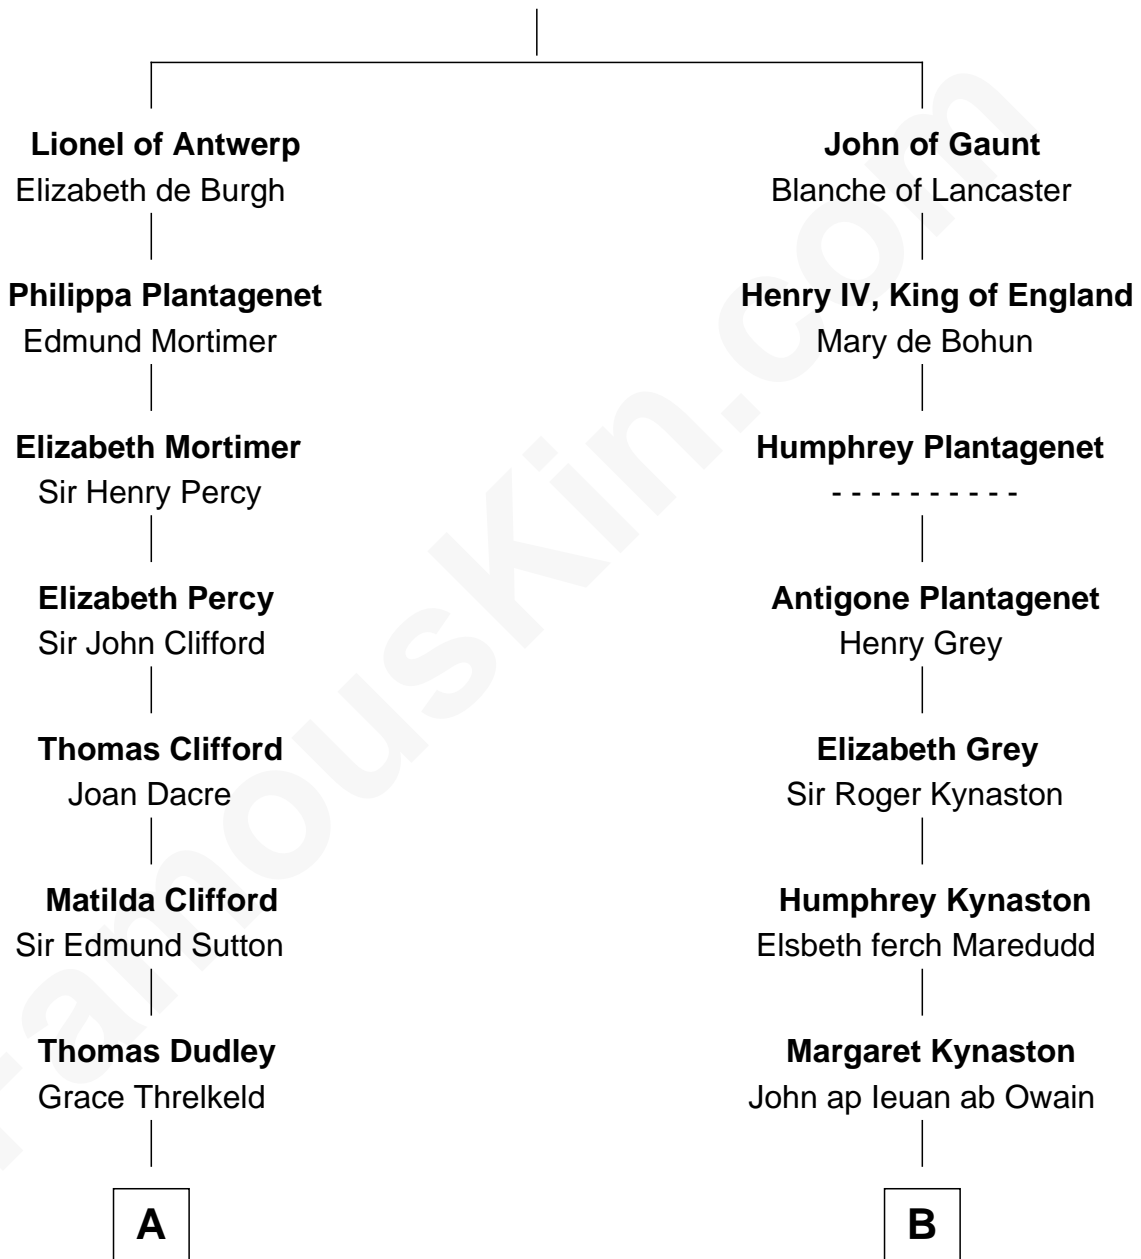 Lionel of Antwerp
Elizabeth de Burgh
Philippa Plantagenet
Edmund Mortimer
Elizabeth Mortimer
Sir Henry Percy
Elizabeth Percy
Sir John Clifford
Thomas Clifford
Joan Dacre
Matilda Clifford
Sir Edmund Sutton
Thomas Dudley
Grace Threlkeld
A
John of Gaunt
Blanche of Lancaster
Henry IV, King of England
Mary de Bohun
Humphrey Plantagenet
- - - - - - - - - -
Antigone Plantagenet
Henry Grey
Elizabeth Grey
Sir Roger Kynaston
Humphrey Kynaston
Elsbeth ferch Maredudd
Margaret Kynaston
John ap Ieuan ab Owain
B
FamousKin.com